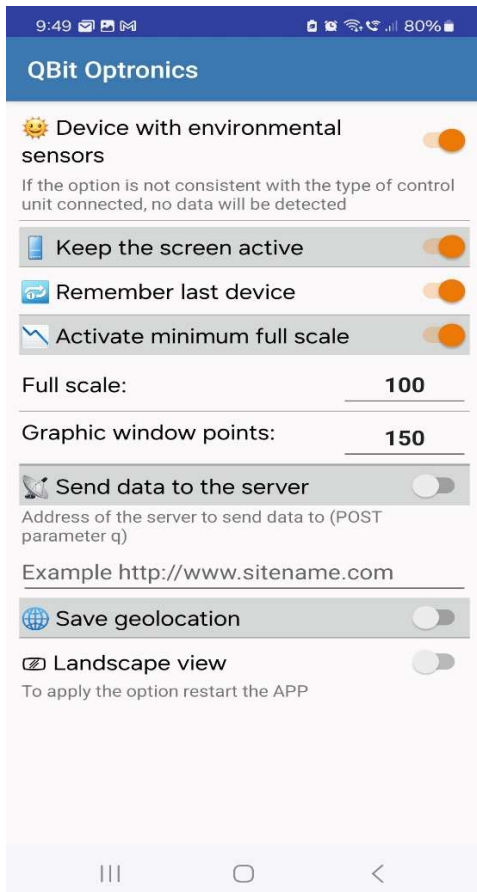 9:49 80%
QBit Optronics
Device with environmental
sensors
If the option is not consistent with the type of control
unit connected, no data will be detected
Keep the screen active
Remember last device
Activate minimum full scale
Full scale: 100
Graphic window points: 150
Send data to the server
Address of the server to send data to (POST
parameter q)
Example http://www.sitename.com
Save geolocation
Landscape view
To apply the option restart the APP